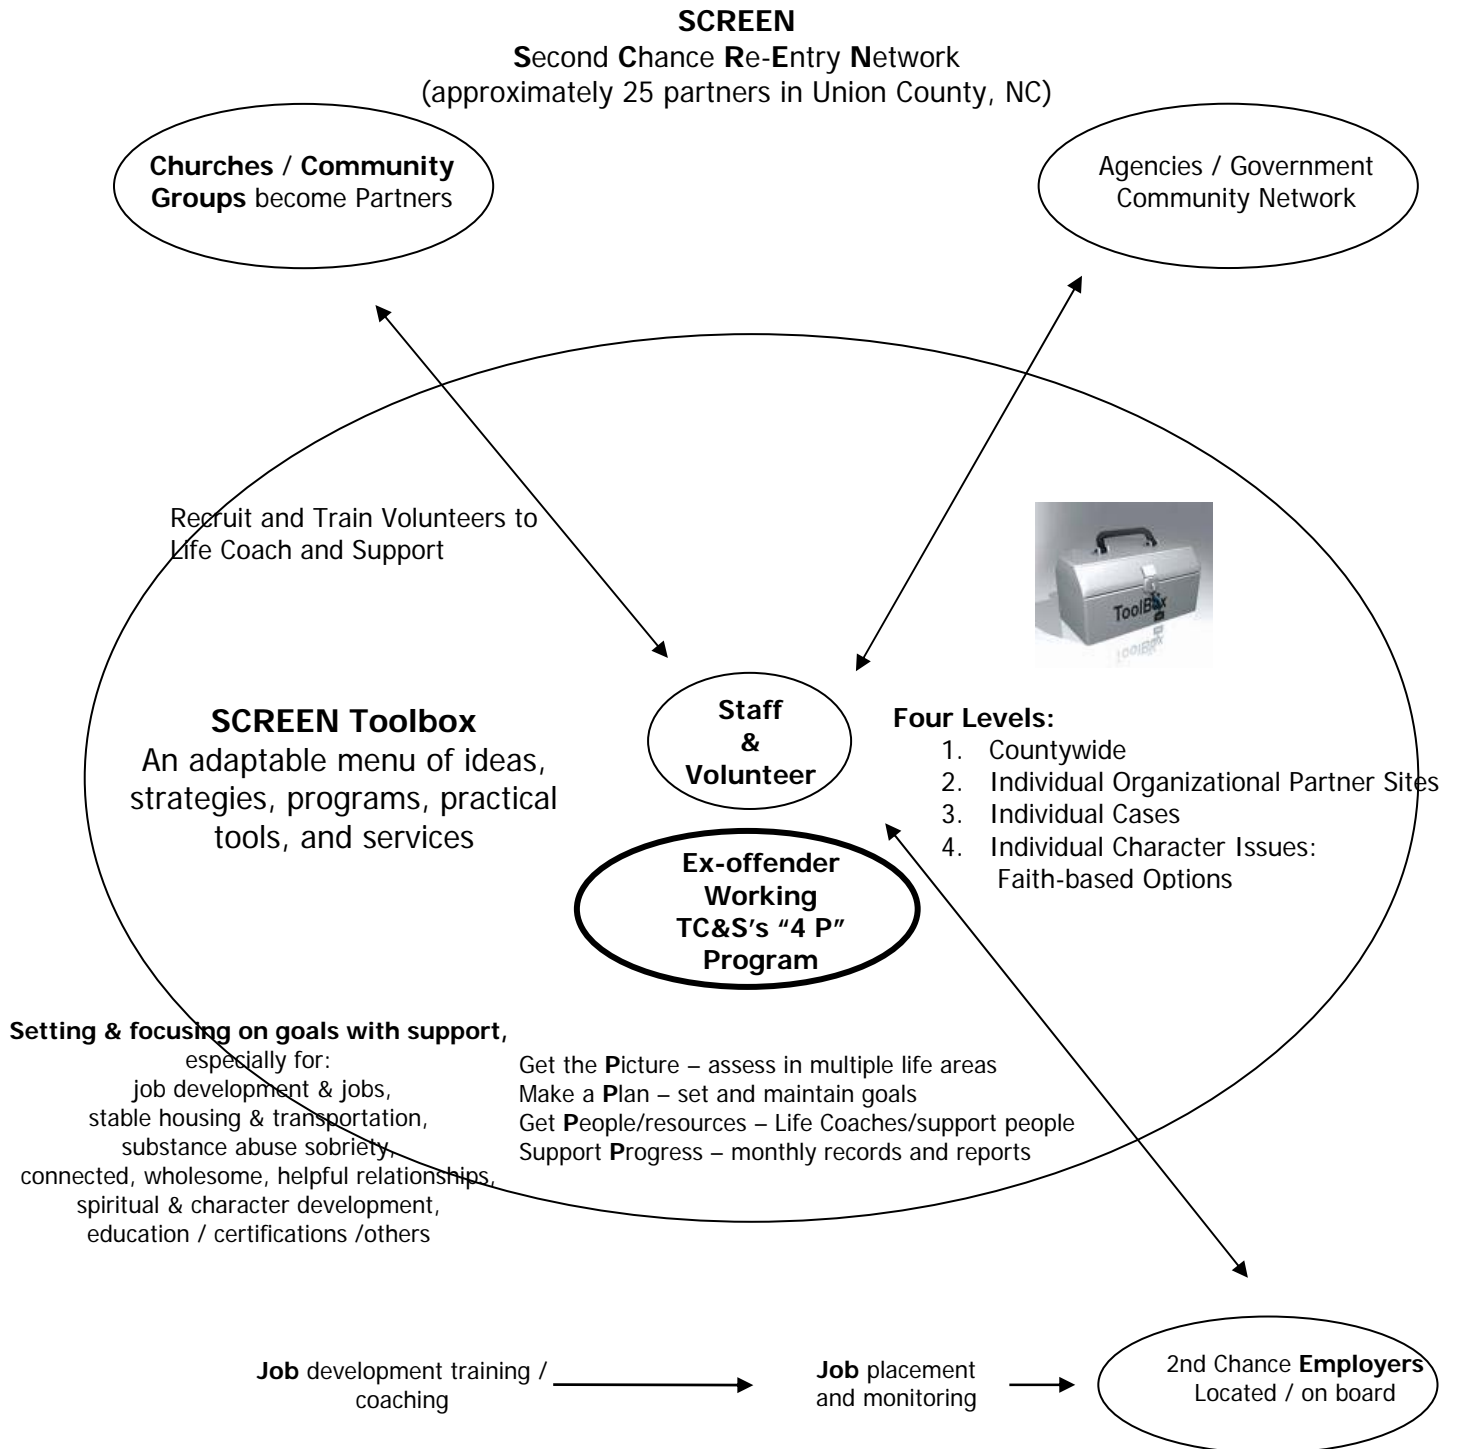 SCREEN
Second Chance Re-Entry Network
(approximately 25 partners in Union County, NC)
Churches / Community
Groups become Partners
Agencies / Government
Community Network
Recruit and Train Volunteers to
Life Coach and Support
ToolBox
SCREEN Toolbox
An adaptable menu of ideas,
strategies, programs, practical
tools, and services
Staff
&
Volunteer
Four Levels:
1. Countywide
2. Individual Organizational Partner Sites
3. Individual Cases
4. Individual Character Issues:
Faith-based Options
Ex-offender
Working
TC&S's “4 P”
Program
Setting & focusing on goals with support,
especially for:
job development & jobs,
stable housing & transportation,
substance abuse sobriety,
connected, wholesome, helpful relationships,
spiritual & character development,
education / certifications /others
Get the Picture – assess in multiple life areas
Make a Plan – set and maintain goals
Get People/resources – Life Coaches/support people
Support Progress – monthly records and reports
Job development training /
coaching
Job placement
and monitoring
2nd Chance Employers
Located / on board